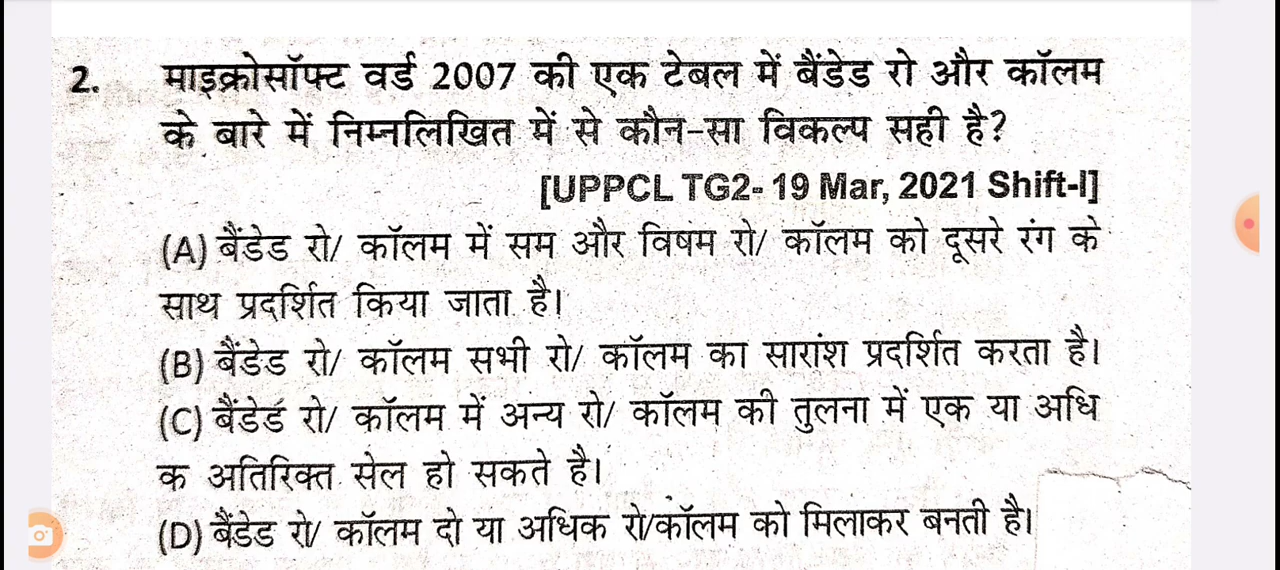 2. माइक्रोसॉफ्ट वर्ड 2007 की एक टेबल में बैंडेड रो और कॉलम
के बारे में निम्नलिखित में से कौन-सा विकल्प सही है?
[UPPCL TG2- 19 Mar, 2021 Shift-I]
(A) बैंडेड रो/ कॉलम में सम और विषम रो/ कॉलम को दूसरे रंग के
साथ प्रदर्शित किया जाता है।
(B) बैंडेड रो/ कॉलम सभी रो/ कॉलम का सारांश प्रदर्शित करता है।
(C) बैंडेड रो/ कॉलम में अन्य रो/ कॉलम की तुलना में एक या अधि
क अतिरिक्त सेल हो सकते है।
(D) बैंडेड रो/ कॉलम दो या अधिक रो/कॉलम को मिलाकर बनती है।